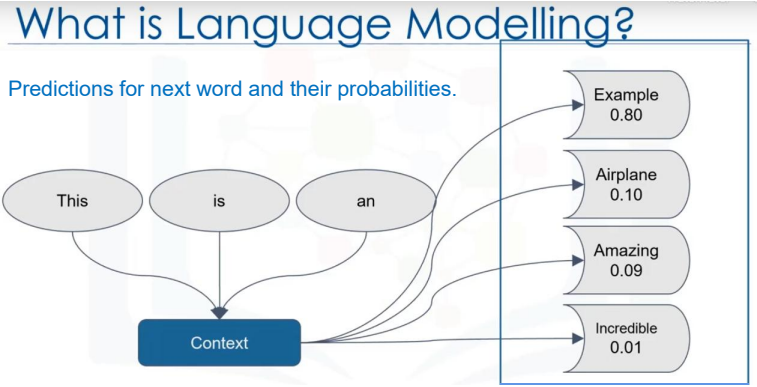 What is Language Modelling?
Predictions for next word and their probabilities.
This
is
an
Context
Example
0.80
Airplane
0.10
Amazing
0.09
Incredible
0.01